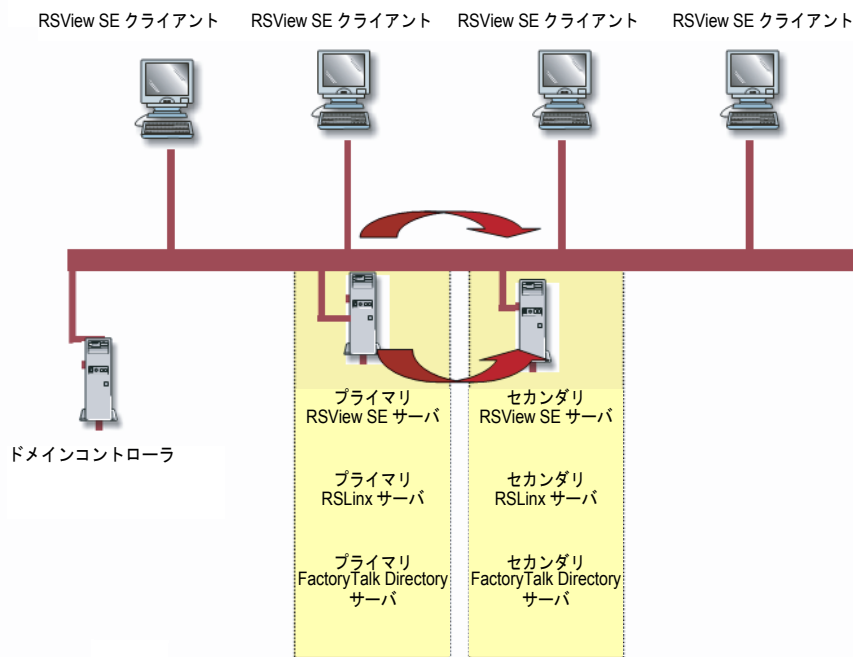 RSView SE クライアント
RSView SE クライアント
RSView SE クライアント
RSView SE クライアント
ドメインコントローラ
プライマリ
RSView SE サーバ
プライマリ
RSLinx サーバ
プライマリ
FactoryTalk Directory
サーバ
セカンダリ
RSView SE サーバ
セカンダリ
RSLinx サーバ
セカンダリ
FactoryTalk Directory
サーバ